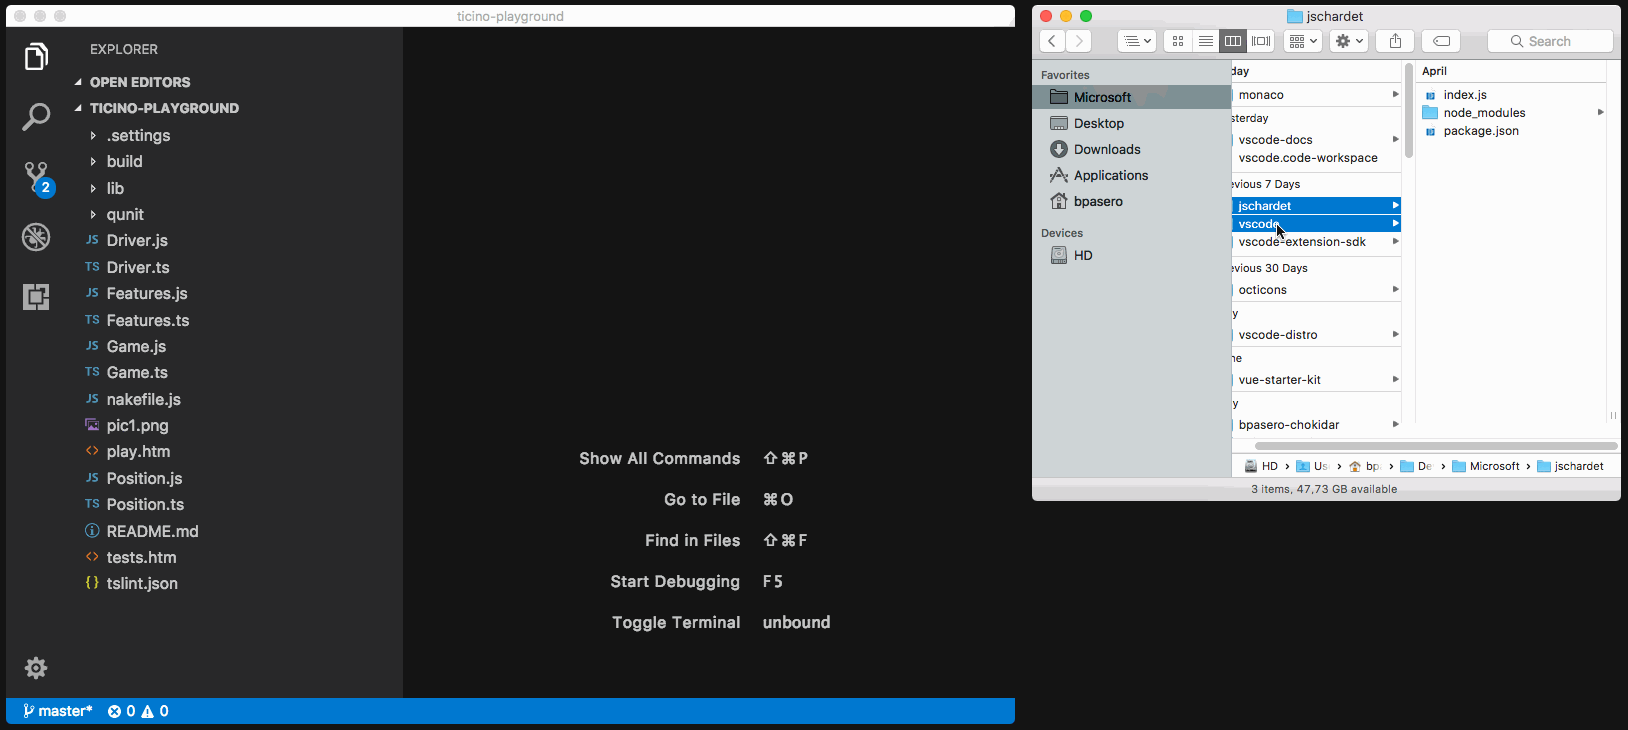 ticino-playground
EXPLORER
OPEN EDITORS
TICINO-PLAYGROUND
.settings
build
lib
qunit
JS Driver.js
TS Driver.ts
JS Features.js
TS Features.ts
JS Game.js
TS Game.ts
JS nakefile.js
pic1.png
<> play.htm
JS Position.js
TS Position.ts
README.md
<> tests.htm
{} tslint.json
2
Show All Commands ⇧⌘P
Go to File ⌘O
Find in Files ⇧⌘F
Start Debugging F5
Toggle Terminal unbound
master* 0 0
jschardet
Search
Favorites
Microsoft
Desktop
Downloads
Applications
bpasero
Devices
HD
day
monaco
sterday
vscode-docs
vscode.code-workspace
evious 7 Days
jschardet
vscode
vscode-extension-sdk
evious 30 Days
octicons
y
vscode-distro
ne
vue-starter-kit
y
bpasero-chokidar
April
index.js
node_modules
package.json
HD › Us › bp › De › Microsoft › jschardet
3 items, 47,73 GB available